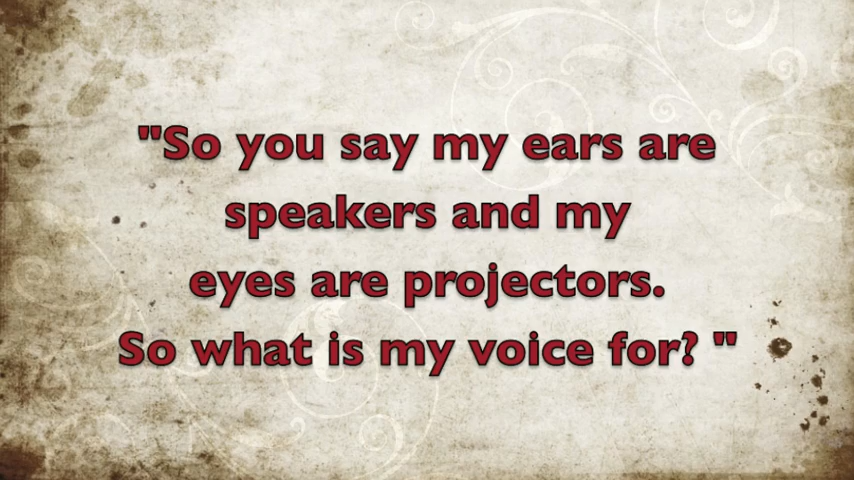 "So you say my ears are
speakers and my
eyes are projectors.
So what is my voice for? "